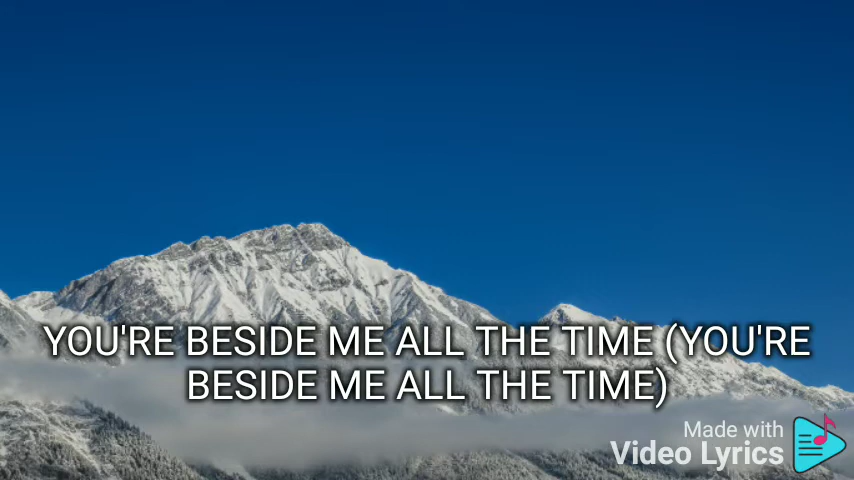 YOU'RE BESIDE ME ALL THE TIME (YOU'RE
BESIDE ME ALL THE TIME)
Made with
Video Lyrics